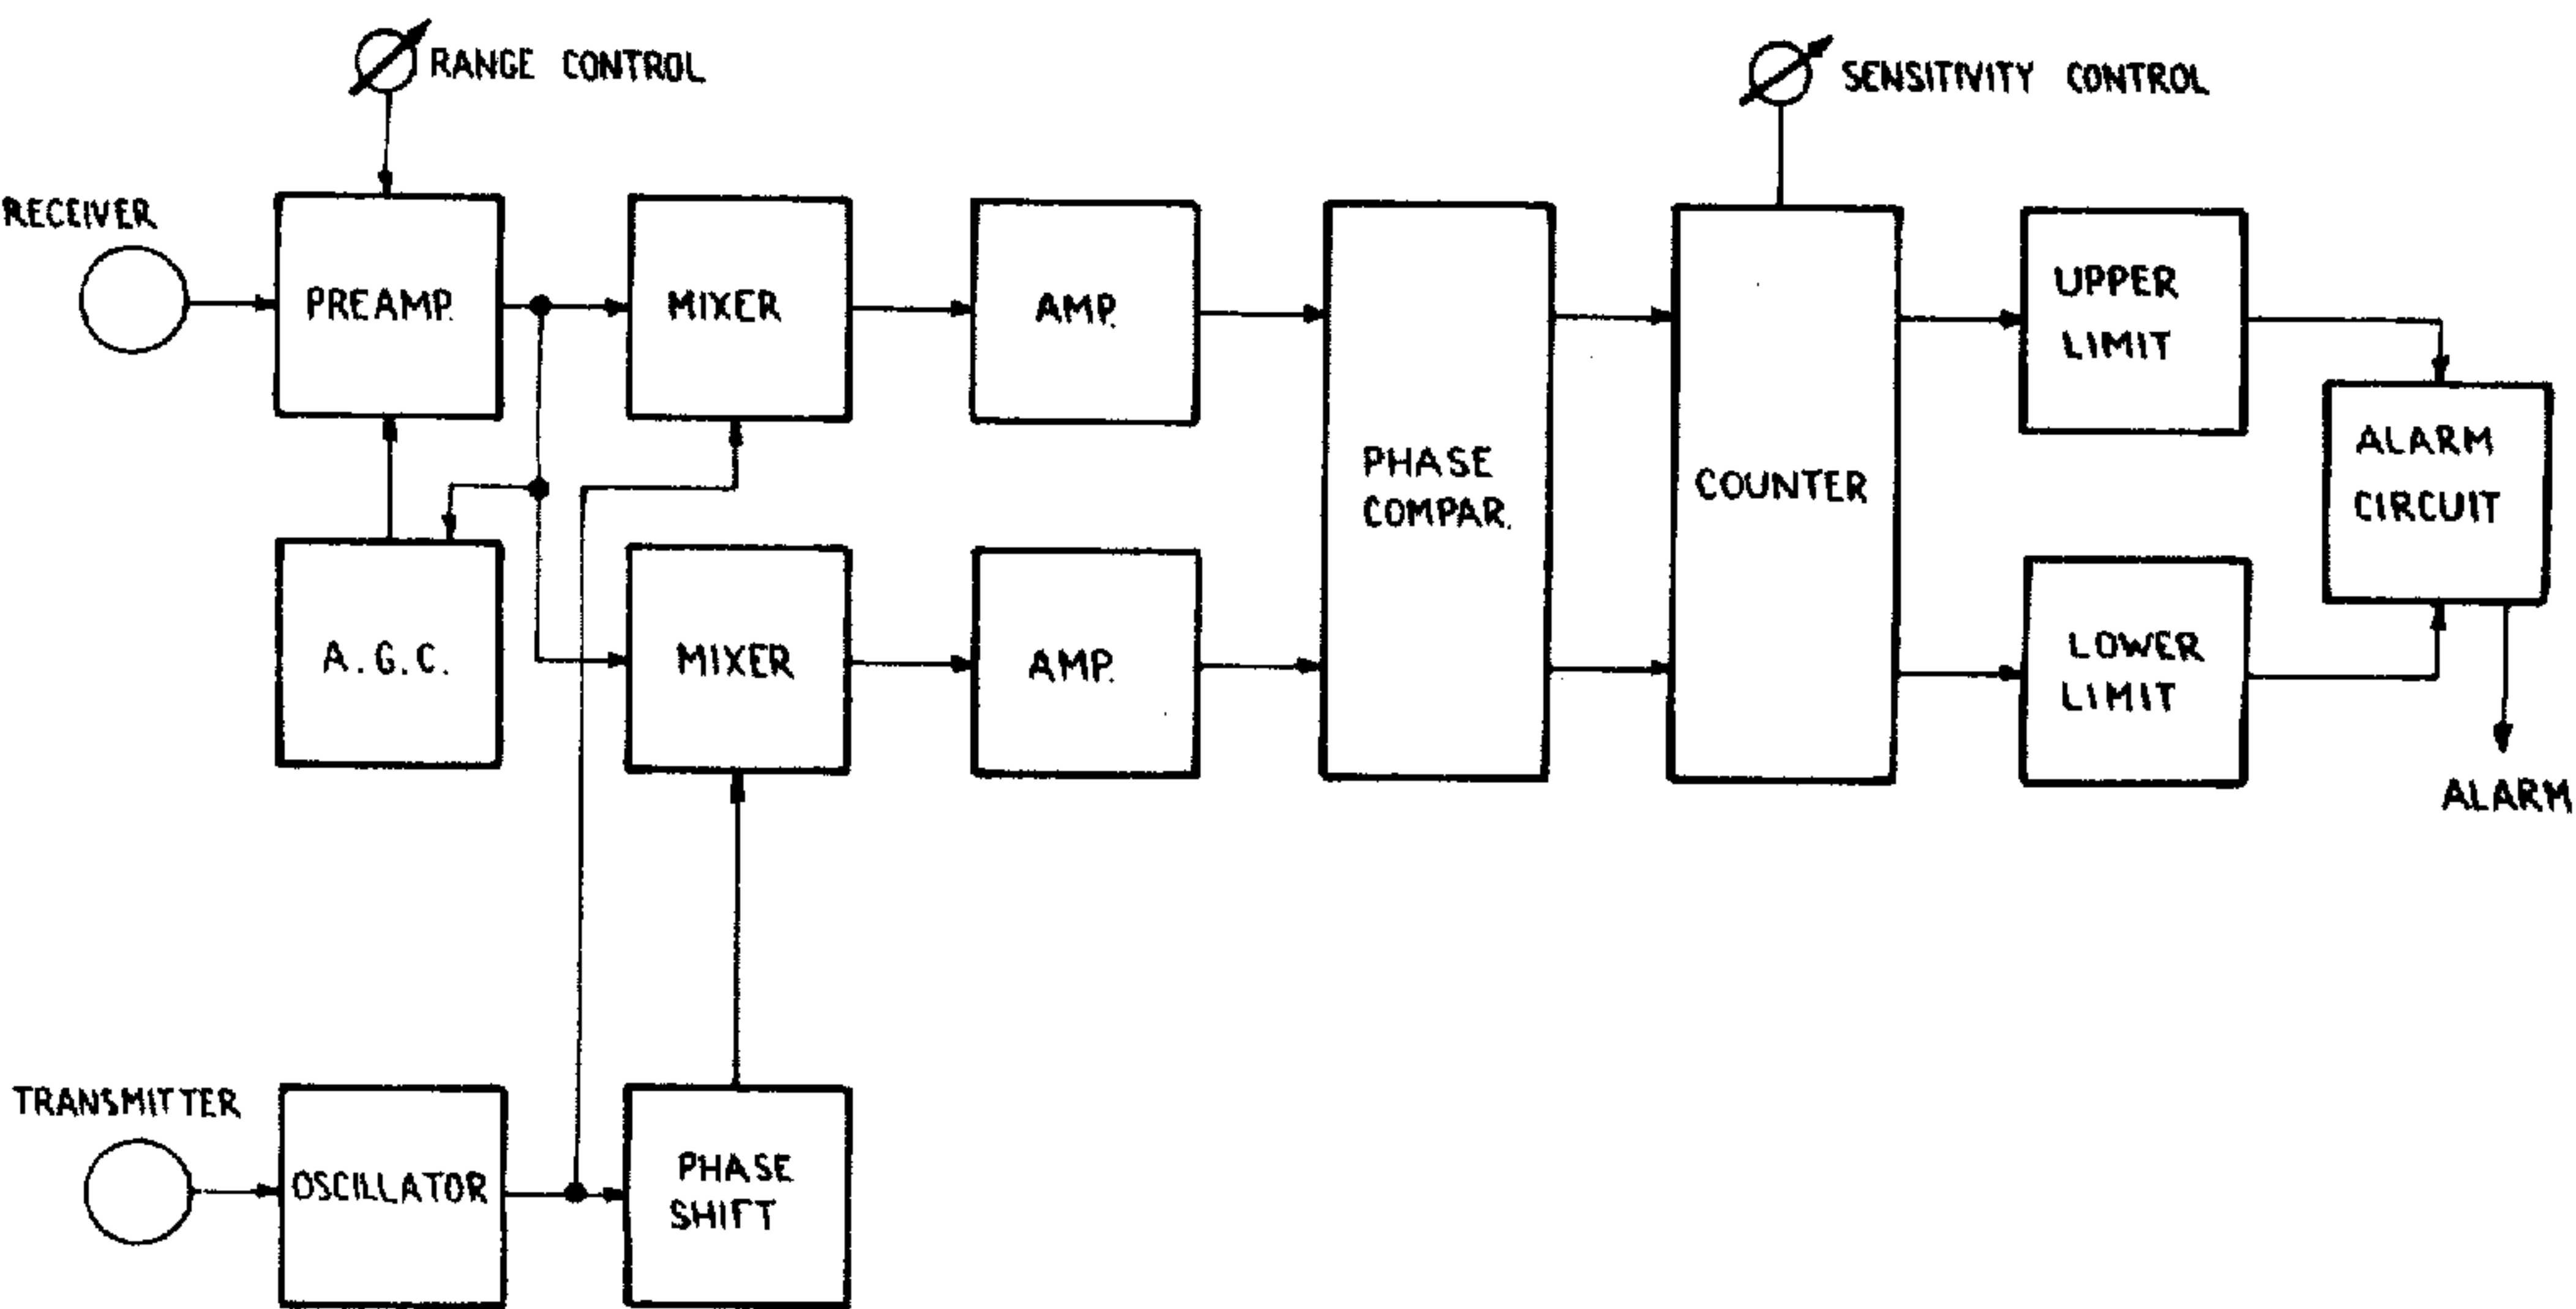 RANGE CONTROL
SENSITIVITY CONTROL
RECEIVER
PREAMP.
MIXER
AMP.
PHASE
COMPAR.
COUNTER
UPPER
LIMIT
ALARM
CIRCUIT
A.G.C.
MIXER
AMP.
LOWER
LIMIT
ALARM
TRANSMITTER
OSCILLATOR
PHASE
SHIFT